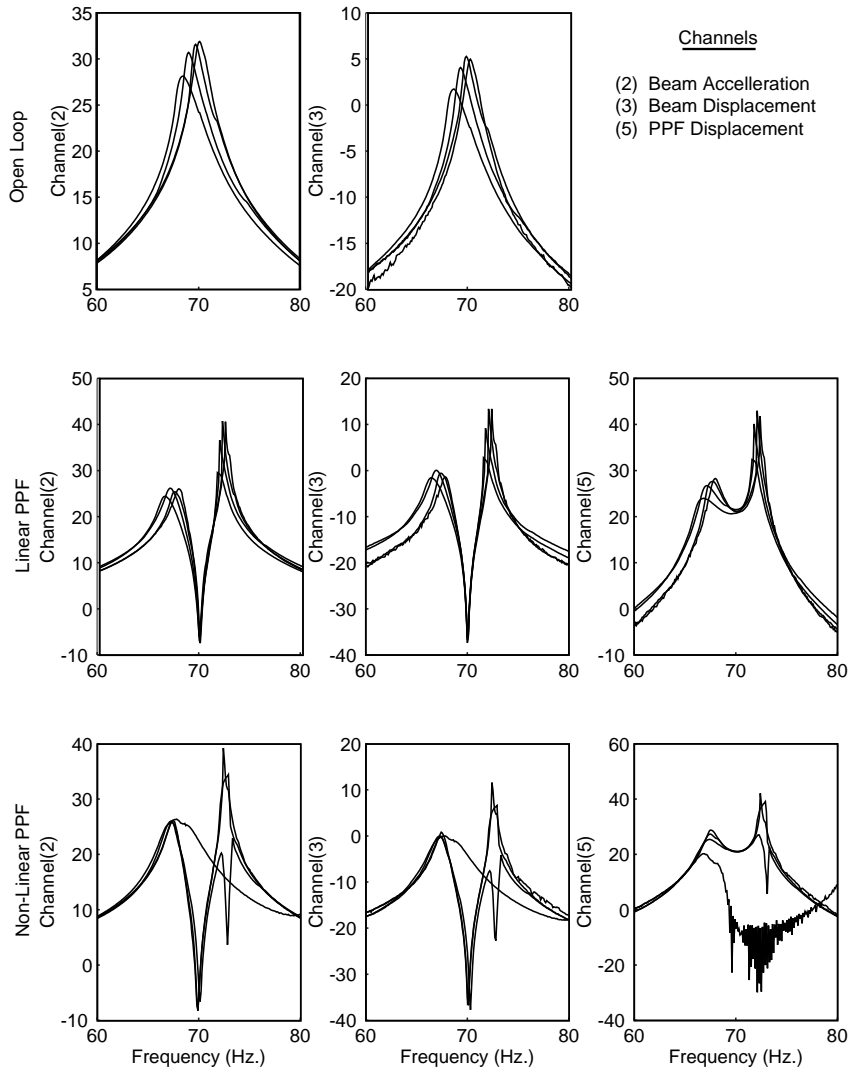 Channels
(2) Beam Accelleration
(3) Beam Displacement
(5) PPF Displacement
Open Loop
Channel(2)
35
30
25
20
15
10
5
60 70 80
Channel(3)
10
5
0
-5
-10
-15
-20
60 70 80
Linear PPF
Channel(2)
50
40
30
20
10
0
-10
60 70 80
Channel(3)
20
10
0
-10
-20
-30
-40
60 70 80
Channel(5)
50
40
30
20
10
0
-10
60 70 80
Non-Linear PPF
Channel(2)
40
30
20
10
0
-10
60 70 80
Frequency (Hz.)
Channel(3)
20
10
0
-10
-20
-30
-40
60 70 80
Frequency (Hz.)
Channel(5)
60
40
20
0
-20
-40
60 70 80
Frequency (Hz.)